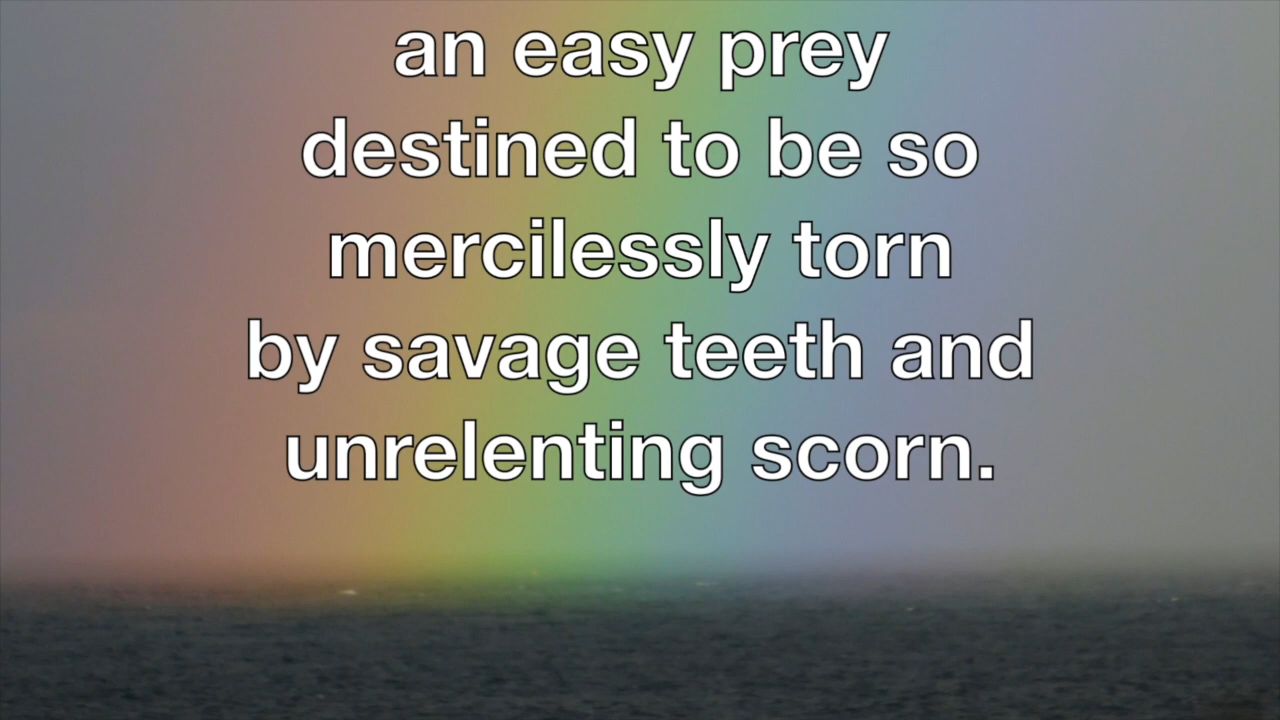 an easy prey
destined to be so
mercilessly torn
by savage teeth and
unrelenting scorn.